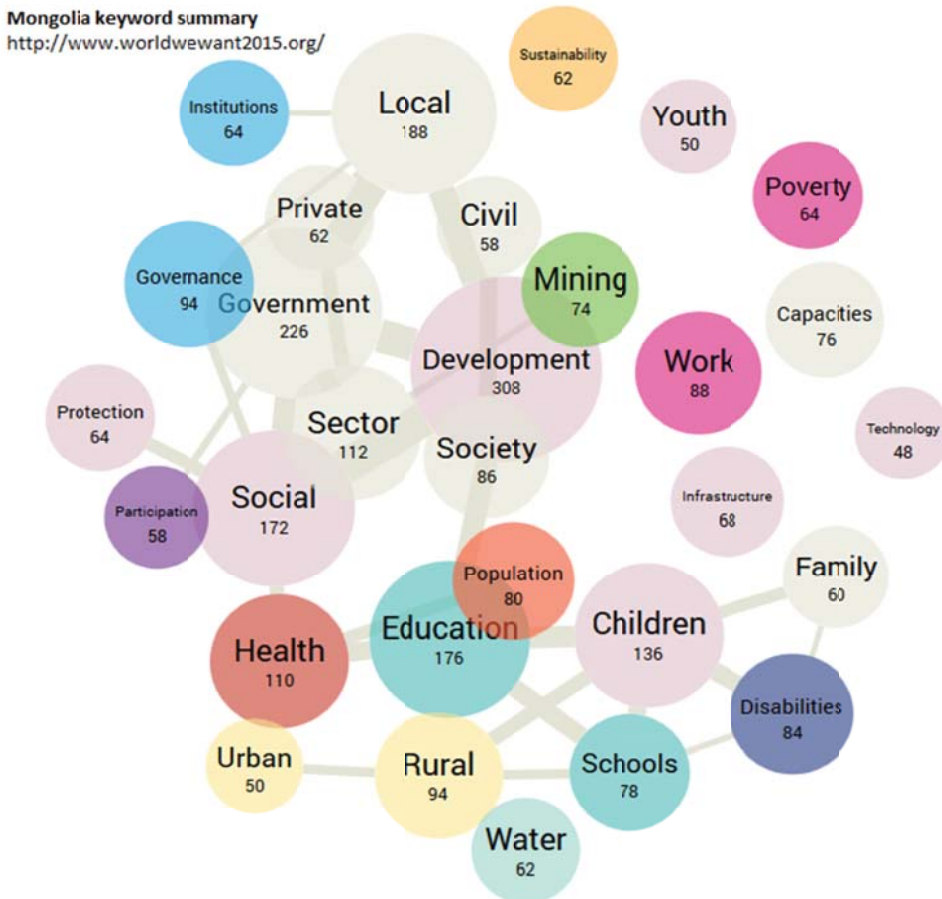 Mongolia keyword summary
http://www.worldwewant2015.org/
Sustainability
62
Institutions
64
Local
188
Youth
50
Poverty
64
Private
62
Civil
58
Governance
94
Government
226
Mining
74
Capacities
76
Development
308
Work
88
Protection
64
Sector
112
Society
86
Technology
48
Social
172
Infrastructure
68
Participation
58
Population
80
Family
60
Education
176
Children
136
Health
110
Disabilities
84
Urban
50
Rural
94
Schools
78
Water
62